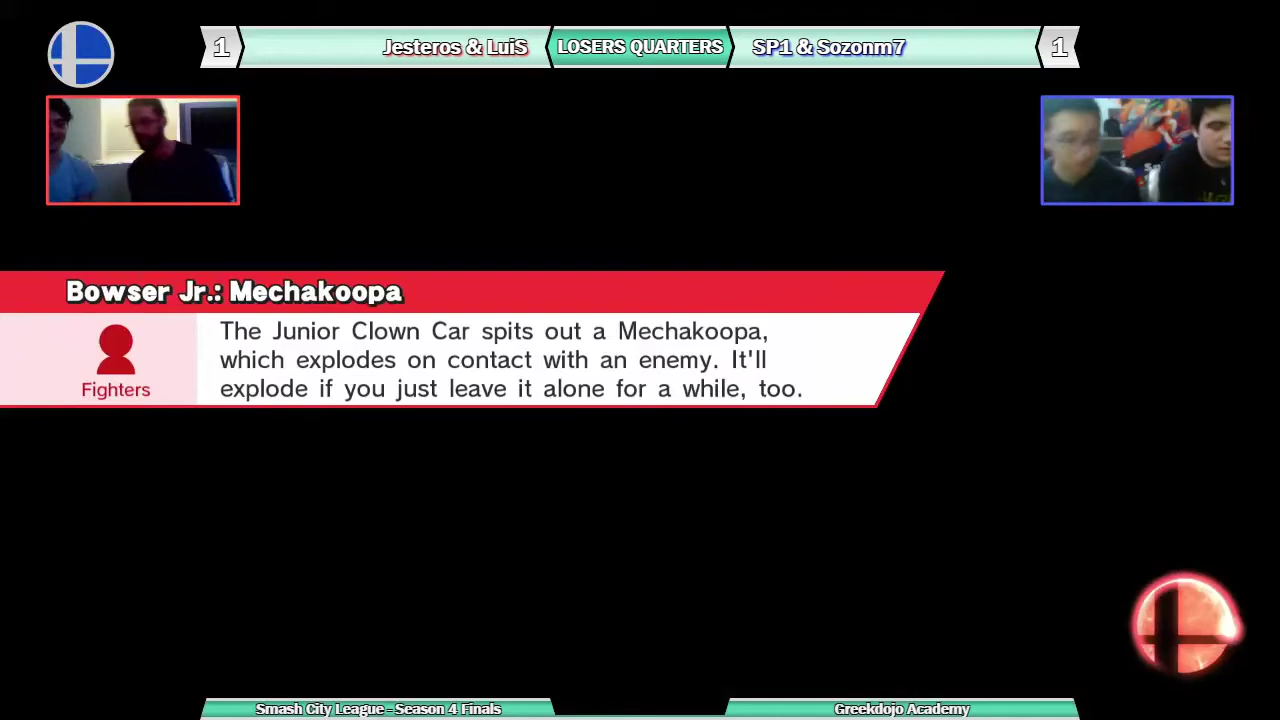 1
Jesteros & LuiS
LOSERS QUARTERS
SP1 & Sozonm7
1
Bowser Jr.: Mechakoopa
Fighters
The Junior Clown Car spits out a Mechakoopa,
which explodes on contact with an enemy. It'll
explode if you just leave it alone for a while, too.
Smash City League - Season 4 Finals
Greekdojo Academy